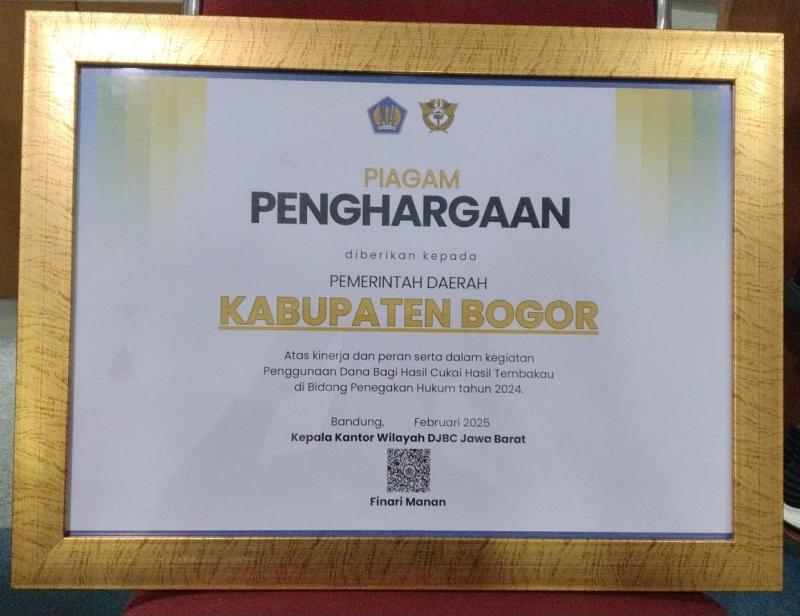 PIAGAM
PENGHARGAAN
diberikan kepada
PEMERINTAH DAERAH
KABUPATEN BOGOR
Atas kinerja dan peran serta dalam kegiatan
Penggunaan Dana Bagi Hasil Cukai Hasil Tembakau
di Bidang Penegakan Hukum tahun 2024.
Bandung, Februari 2025
Kepala Kantor Wilayah DJBC Jawa Barat
Finari Manan